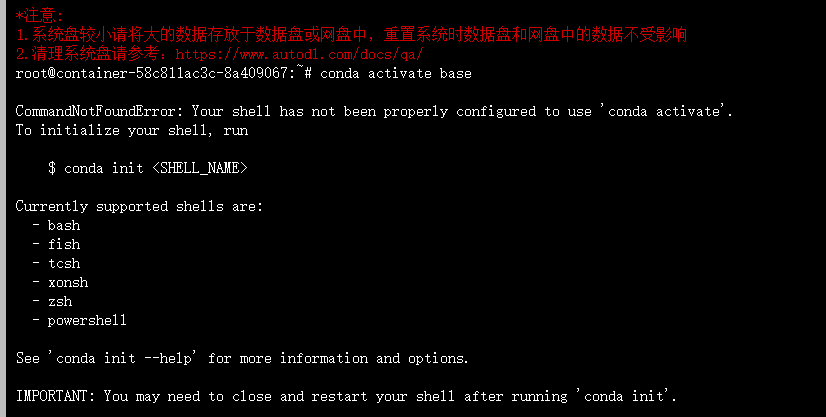 *注意:
1.系统盘较小请将大的数据存放于数据盘或网盘中，重置系统时数据盘和网盘中的数据不受影响
2.清理系统盘请参考：https://www.autodl.com/docs/qa/
root@container-58c811ac3c-8a409067:~# conda activate base
CommandNotFoundError: Your shell has not been properly configured to use 'conda activate'.
To initialize your shell, run
$ conda init <SHELL_NAME>
Currently supported shells are:
- bash
- fish
- tcsh
- xonsh
- zsh
- powershell
See 'conda init --help' for more information and options.
IMPORTANT: You may need to close and restart your shell after running 'conda init'.